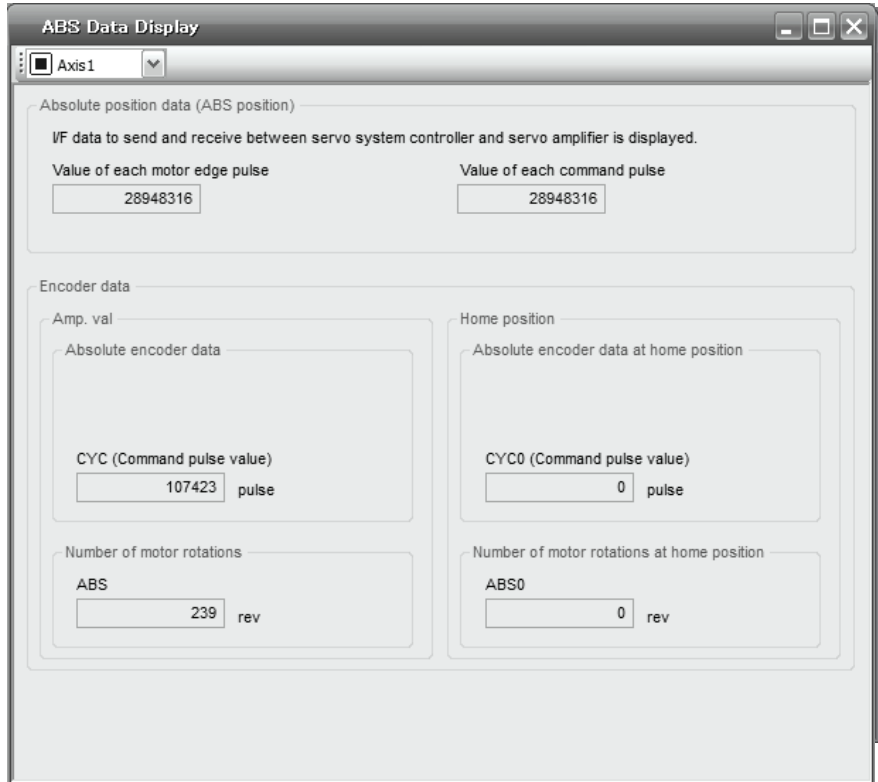 ABS Data Display
Axis1
Absolute position data (ABS position)
I/F data to send and receive between servo system controller and servo amplifier is displayed.
Value of each motor edge pulse
Value of each command pulse
28948316
28948316
Encoder data
Amp. val
Home position
Absolute encoder data
Absolute encoder data at home position
CYC (Command pulse value)
CYC0 (Command pulse value)
107423 pulse
0 pulse
Number of motor rotations
Number of motor rotations at home position
ABS
ABS0
239 rev
0 rev